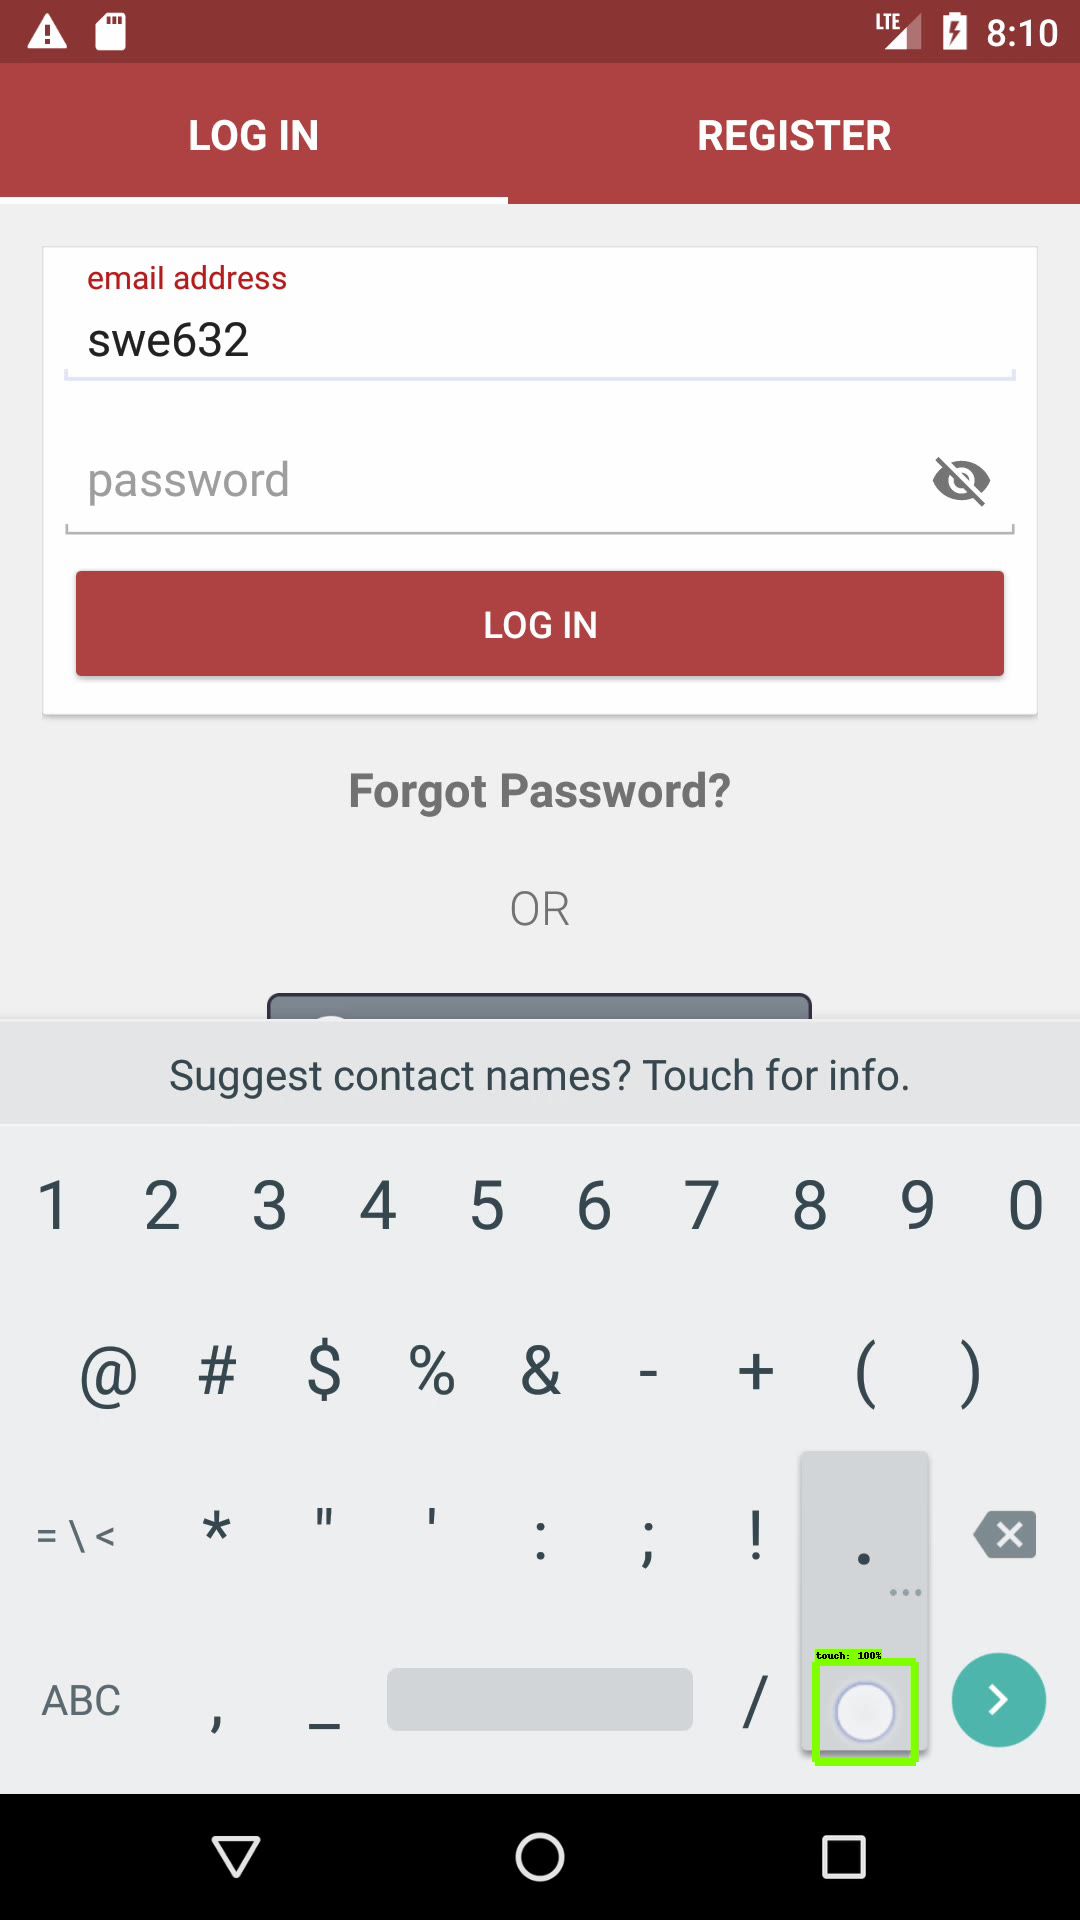 LTE 8:10
LOG IN REGISTER
email address
swe632
password
LOG IN
Forgot Password?
OR
Suggest contact names? Touch for info.
1 2 3 4 5 6 7 8 9 0
@ # $ % & - + ( )
= \ < * " ' : ; ! .
touch: 100%
ABC , _ /